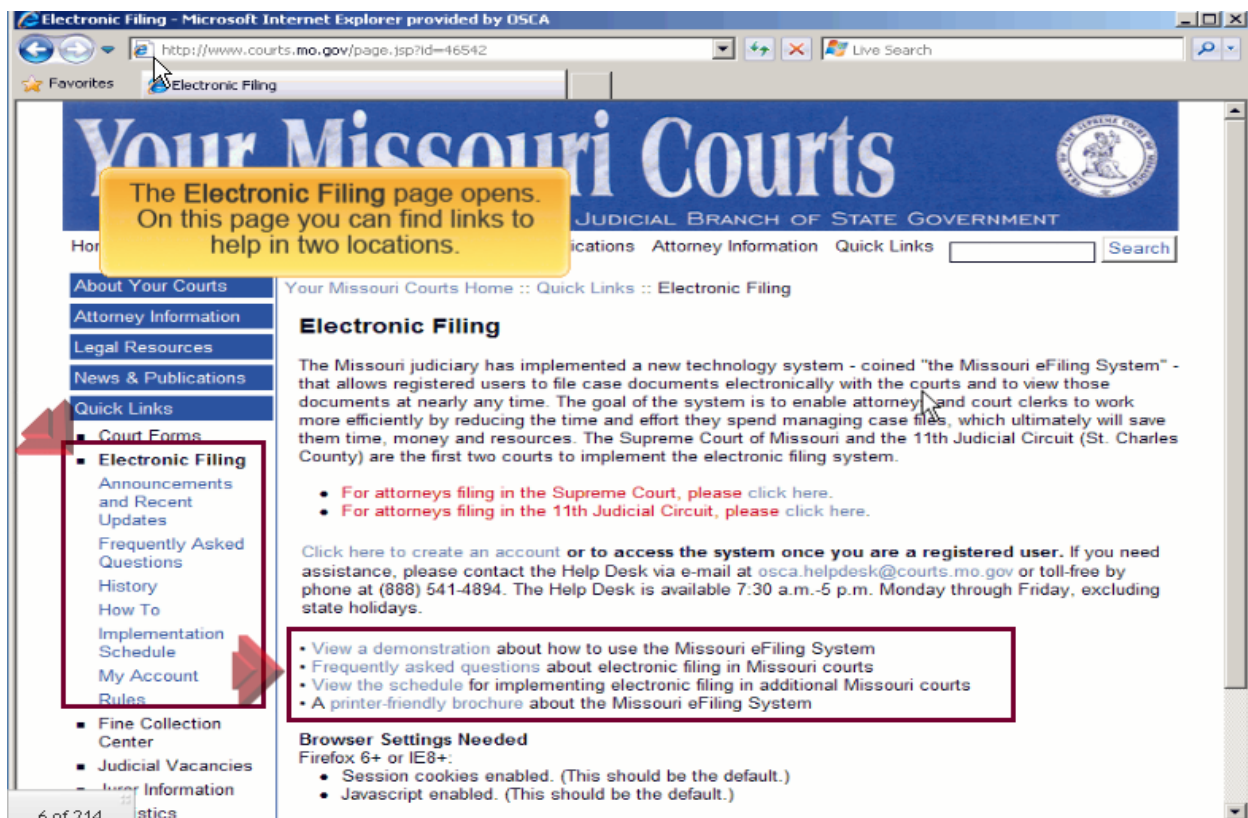 Electronic Filing - Microsoft Internet Explorer provided by OSCA
http://www.courts.mo.gov/page.jsp?id=46542
Live Search
Favorites
Electronic Filing
Your Missouri Courts
JUDICIAL BRANCH OF STATE GOVERNMENT
The Electronic Filing page opens.
On this page you can find links to
help in two locations.
Attorney Information Quick Links
Search
About Your Courts
Attorney Information
Legal Resources
News & Publications
Quick Links
Court Forms
Electronic Filing
Announcements
and Recent
Updates
Frequently Asked
Questions
History
How To
Implementation
Schedule
My Account
Rules
Fine Collection
Center
Judicial Vacancies
Juror Information
6 of 214
Your Missouri Courts Home :: Quick Links :: Electronic Filing
Electronic Filing
The Missouri judiciary has implemented a new technology system - coined "the Missouri eFiling System" -
that allows registered users to file case documents electronically with the courts and to view those
documents at nearly any time. The goal of the system is to enable attorneys and court clerks to work
more efficiently by reducing the time and effort they spend managing case files, which ultimately will save
them time, money and resources. The Supreme Court of Missouri and the 11th Judicial Circuit (St. Charles
County) are the first two courts to implement the electronic filing system.
• For attorneys filing in the Supreme Court, please click here.
• For attorneys filing in the 11th Judicial Circuit, please click here.
Click here to create an account or to access the system once you are a registered user. If you need
assistance, please contact the Help Desk via e-mail at osca.helpdesk@courts.mo.gov or toll-free by
phone at (888) 541-4894. The Help Desk is available 7:30 a.m.-5 p.m. Monday through Friday, excluding
state holidays.
• View a demonstration about how to use the Missouri eFiling System
• Frequently asked questions about electronic filing in Missouri courts
• View the schedule for implementing electronic filing in additional Missouri courts
• A printer-friendly brochure about the Missouri eFiling System
Browser Settings Needed
Firefox 6+ or IE8+:
• Session cookies enabled. (This should be the default.)
• Javascript enabled. (This should be the default.)